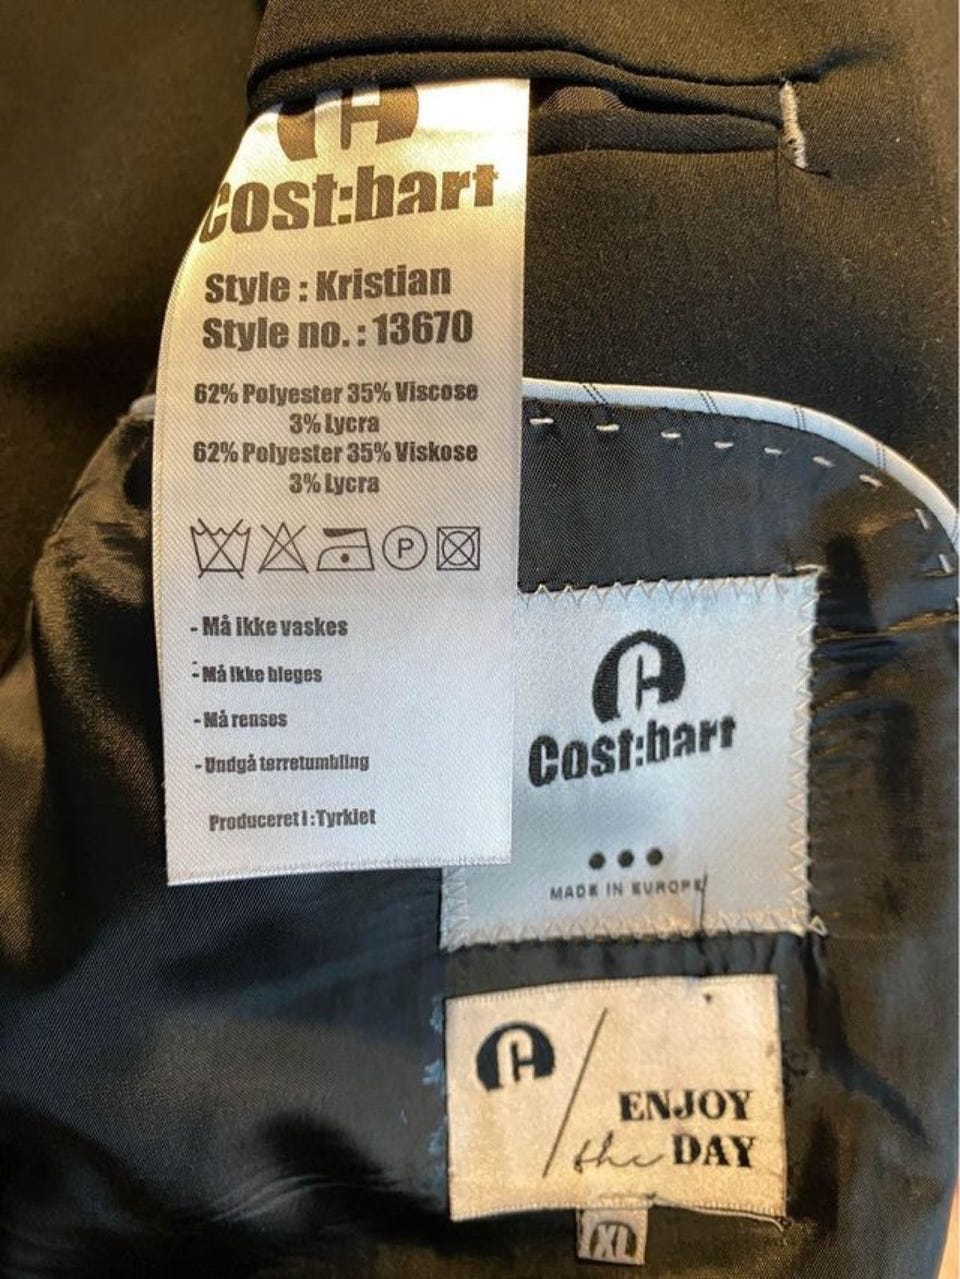 Cost:bart
Style : Kristian
Style no. : 13670
62% Polyester 35% Viscose
3% Lycra
62% Polyester 35% Viskose
3% Lycra
P
- Må ikke vaskes
- Må ikke bleges
- Må renses
- Undgå tørretumbling
Produceret i : Tyrkiet
Cost:bart
MADE IN EUROPE
ENJOY
the DAY
XL